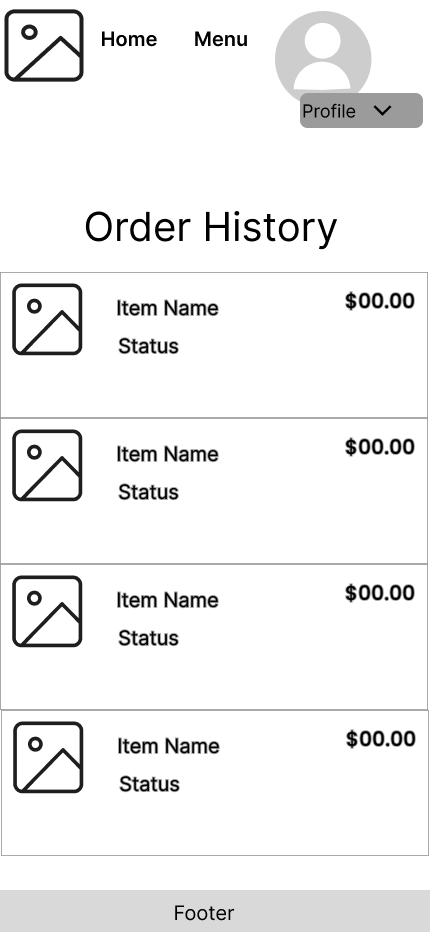 Home Menu
Profile
Order History
Item Name $00.00
Status
Item Name $00.00
Status
Item Name $00.00
Status
Item Name $00.00
Status
Footer